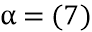 α = (7)